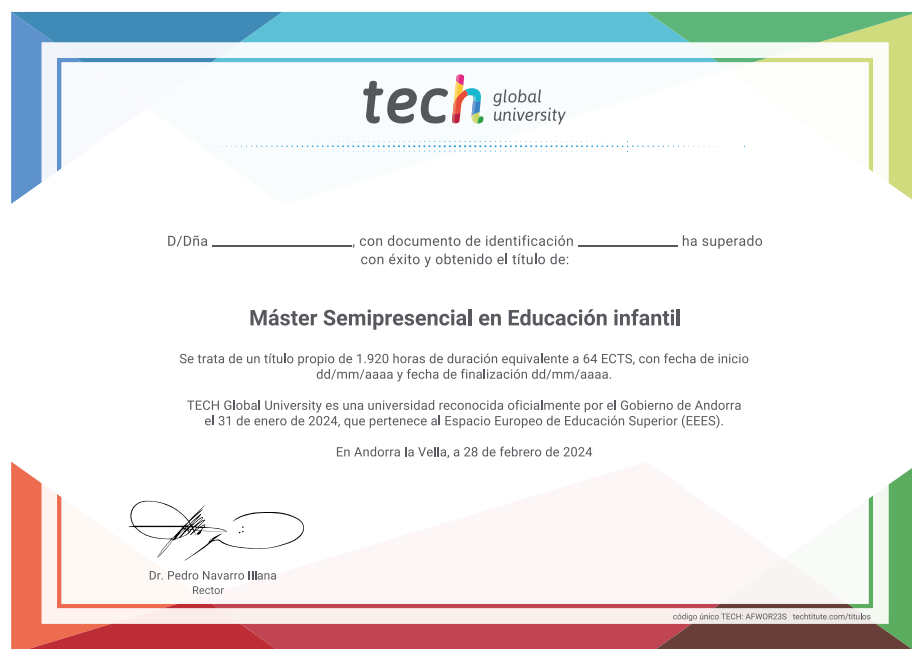 tech global university
D/Dña ____________, con documento de identificación ____________ ha superado
con éxito y obtenido el título de:
Máster Semipresencial en Educación infantil
Se trata de un título propio de 1.920 horas de duración equivalente a 64 ECTS, con fecha de inicio
dd/mm/aaaa y fecha de finalización dd/mm/aaaa.
TECH Global University es una universidad reconocida oficialmente por el Gobierno de Andorra
el 31 de enero de 2024, que pertenece al Espacio Europeo de Educación Superior (EEES).
En Andorra la Vella, a 28 de febrero de 2024
Dr. Pedro Navarro Illana
Rector
código único TECH: AFWOR23S techtitute.com/titulos